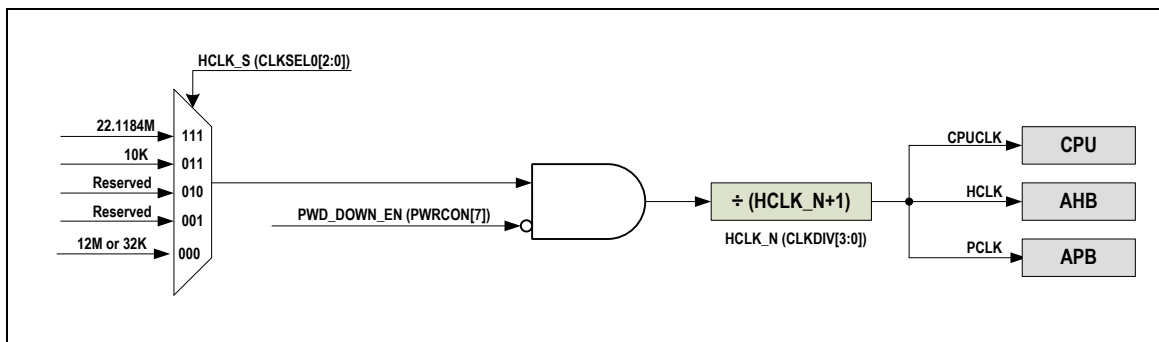 HCLK_S (CLKSEL0[2:0])
22.1184M
111
10K
011
Reserved
010
Reserved
001
12M or 32K
000
PWD_DOWN_EN (PWRCON[7])
÷ (HCLK_N+1)
HCLK_N (CLKDIV[3:0])
CPUCLK
CPU
HCLK
AHB
PCLK
APB